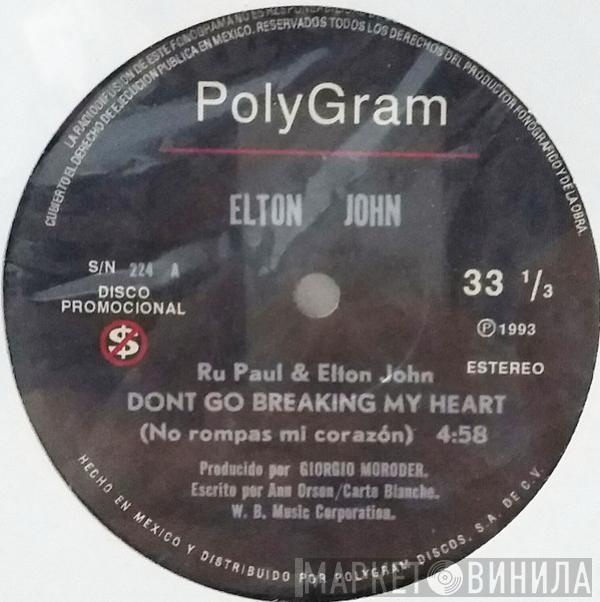 LA RADIODIFUSION DE ESTE FONOGRAMA NO ES
CUBIERTO EL DERECHO DE EJECUCION PUBLICA EN MEXICO. RESERVADOS TODOS LOS DERECHOS DEL PRODUCTOR FONOGRAFICO Y DE LA OBRA.
PolyGram
ELTON JOHN
S/N 224 A
DISCO
PROMOCIONAL
$
33 1/3
Ⓟ 1993
ESTEREO
Ru Paul & Elton John
DONT GO BREAKING MY HEART
(No rompas mi corazón) 4:58
Producido por GIORGIO MORODER.
Escrito por Ann Orson/Carte Blanche.
W. B. Music Corporation.
HECHO EN MEXICO Y DISTRIBUIDO POR POLYGRAM DISCOS, S.A. DE C.V.
МАРКЕТ ВИНИЛА